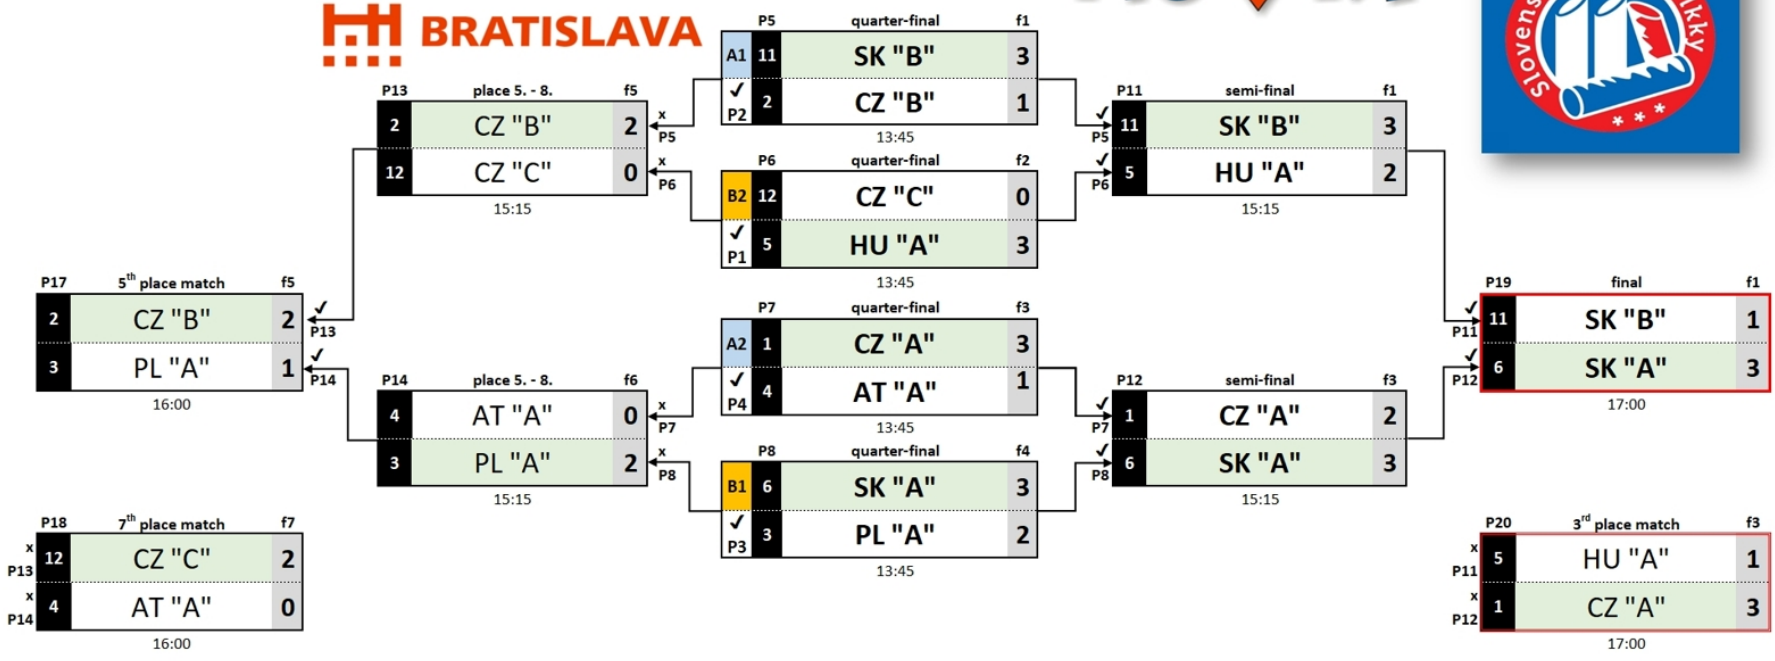 BRATISLAVA
Slovens
lkky
P5 quarter-final f1
A1 11 SK "B" 3
✓ P2 2 CZ "B" 1
13:45
P13 place 5. - 8. f5
2 CZ "B" 2
12 CZ "C" 0
15:15
x P5
x P6
P6 quarter-final f2
B2 12 CZ "C" 0
✓ P1 5 HU "A" 3
13:45
P11 semi-final f1
✓ P5 11 SK "B" 3
✓ P6 5 HU "A" 2
15:15
P17 5th place match f5
2 CZ "B" 2 ✓ P13
3 PL "A" 1 ✓ P14
16:00
P7 quarter-final f3
A2 1 CZ "A" 3
✓ P4 4 AT "A" 1
13:45
P19 final f1
✓ P11 11 SK "B" 1
✓ P12 6 SK "A" 3
17:00
P14 place 5. - 8. f6
4 AT "A" 0 x P7
3 PL "A" 2 x P8
15:15
P12 semi-final f3
✓ P7 1 CZ "A" 2
✓ P8 6 SK "A" 3
15:15
P8 quarter-final f4
B1 6 SK "A" 3
✓ P3 3 PL "A" 2
13:45
P18 7th place match f7
x P13 12 CZ "C" 2
x P14 4 AT "A" 0
16:00
P20 3rd place match f3
x P11 5 HU "A" 1
x P12 1 CZ "A" 3
17:00